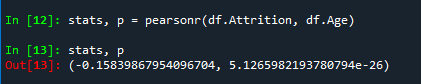 In [12]: stats, p = pearsonr(df.Attrition, df.Age)
In [13]: stats, p
Out[13]: (-0.15839867954096704, 5.1265982193780794e-26)